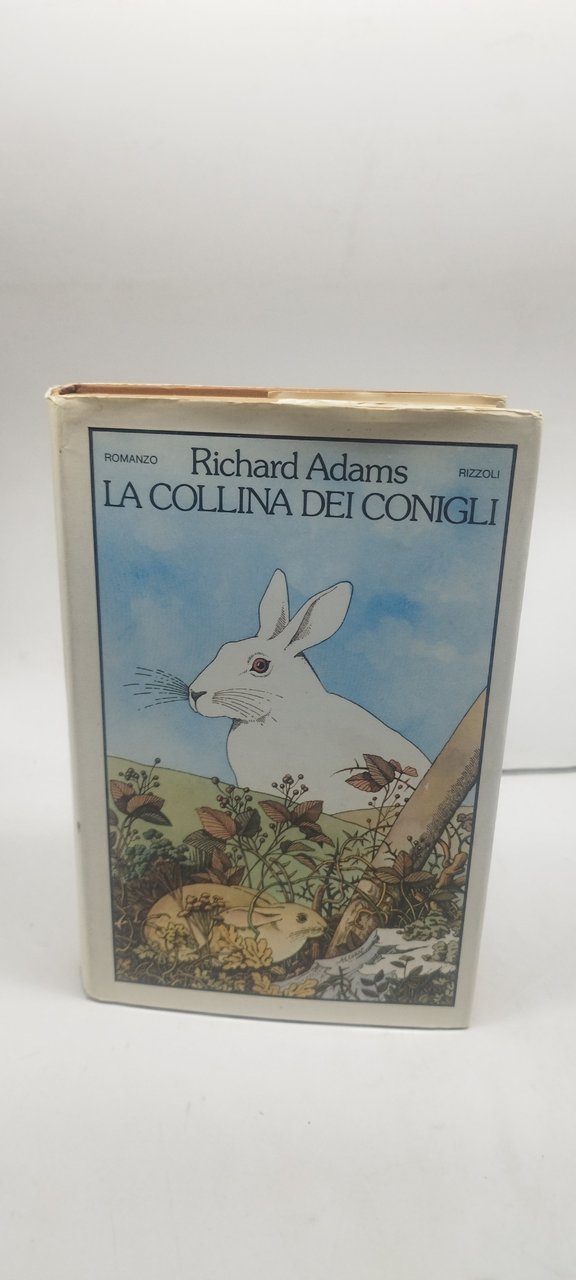 ROMANZO
Richard Adams
RIZZOLI
LA COLLINA DEI CONIGLI